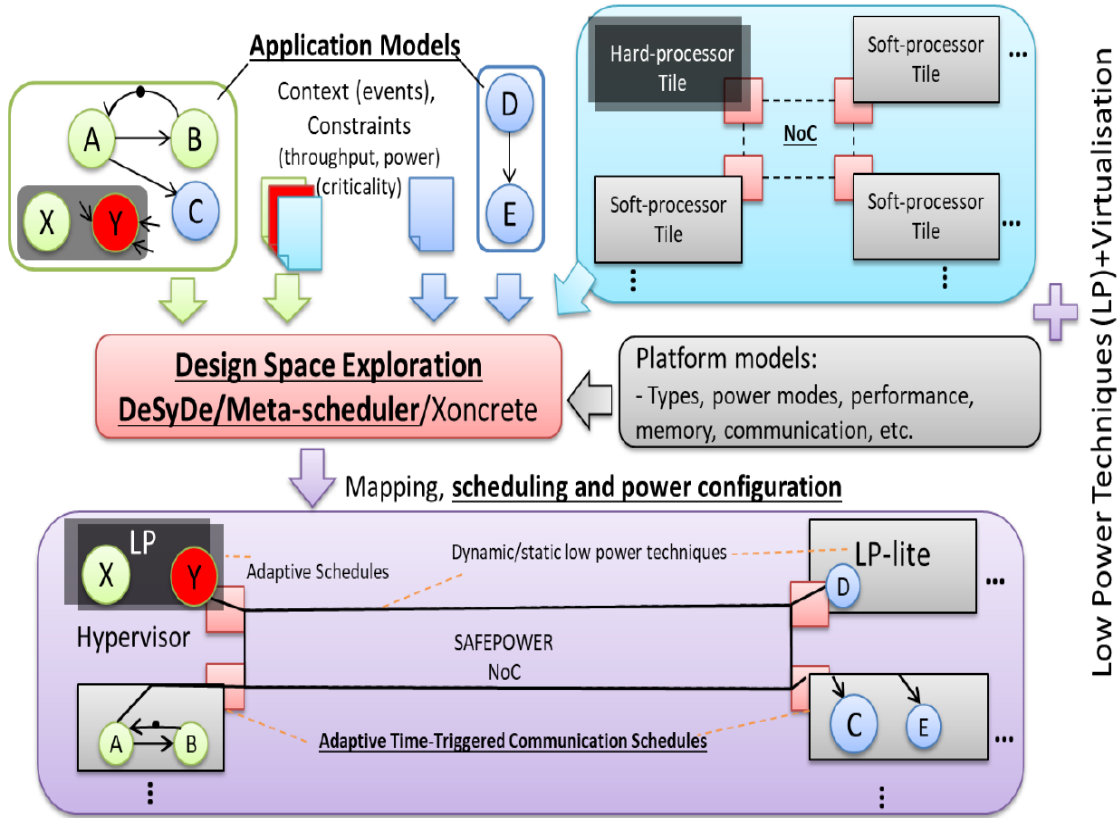 Application Models
A
B
C
X
Y
Context (events),
Constraints
(throughput, power)
(criticality)
D
E
Hard-processor
Tile
Soft-processor
Tile
...
NoC
Soft-processor
Tile
...
Soft-processor
Tile
...
...
Low Power Techniques (LP)+Virtualisation
+
Design Space Exploration
DeSyDe/Meta-scheduler/Xoncrete
Platform models:
- Types, power modes, performance,
memory, communication, etc.
Mapping, scheduling and power configuration
LP
X
Y
Adaptive Schedules
Dynamic/static low power techniques
LP-lite
D
...
Hypervisor
SAFEPOWER
NoC
A
B
...
Adaptive Time-Triggered Communication Schedules
C
E
...
...